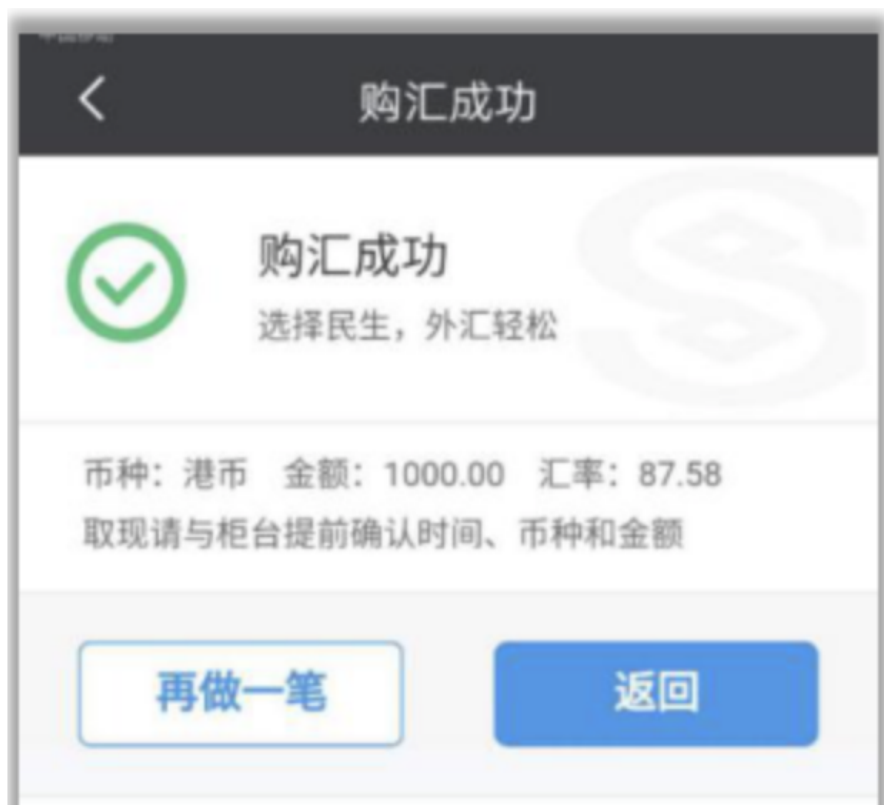 购汇成功
购汇成功
选择民生，外汇轻松
币种：港币 金额：1000.00 汇率：87.58
取现请与柜台提前确认时间、币种和金额
再做一笔 返回